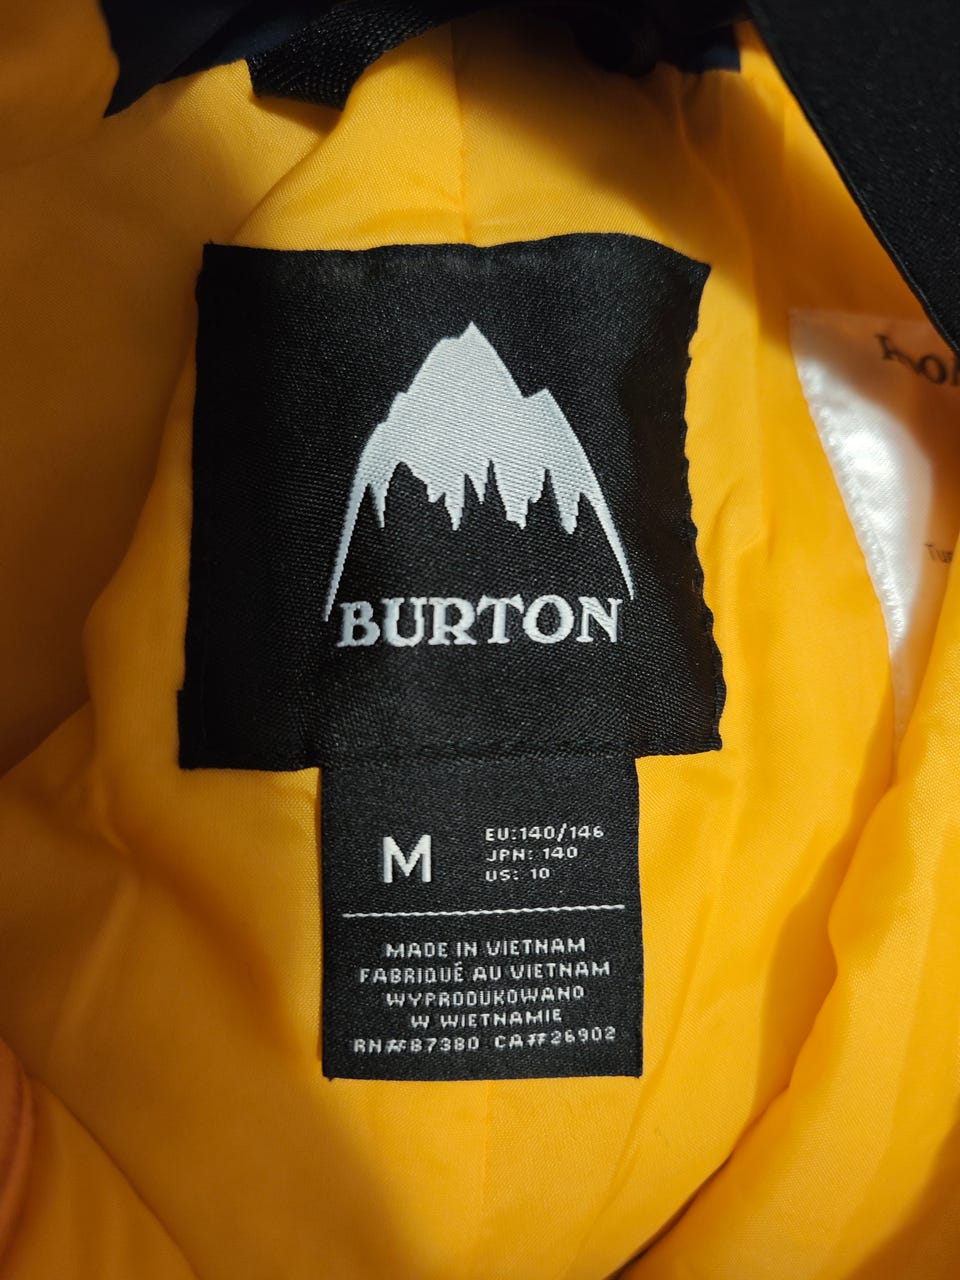 BURTON
M
EU:140/146
JPN: 140
US: 10
MADE IN VIETNAM
FABRIQUÉ AU VIETNAM
WYPRODUKOWANO
W WIETNAMIE
RN#87380 CA#26902